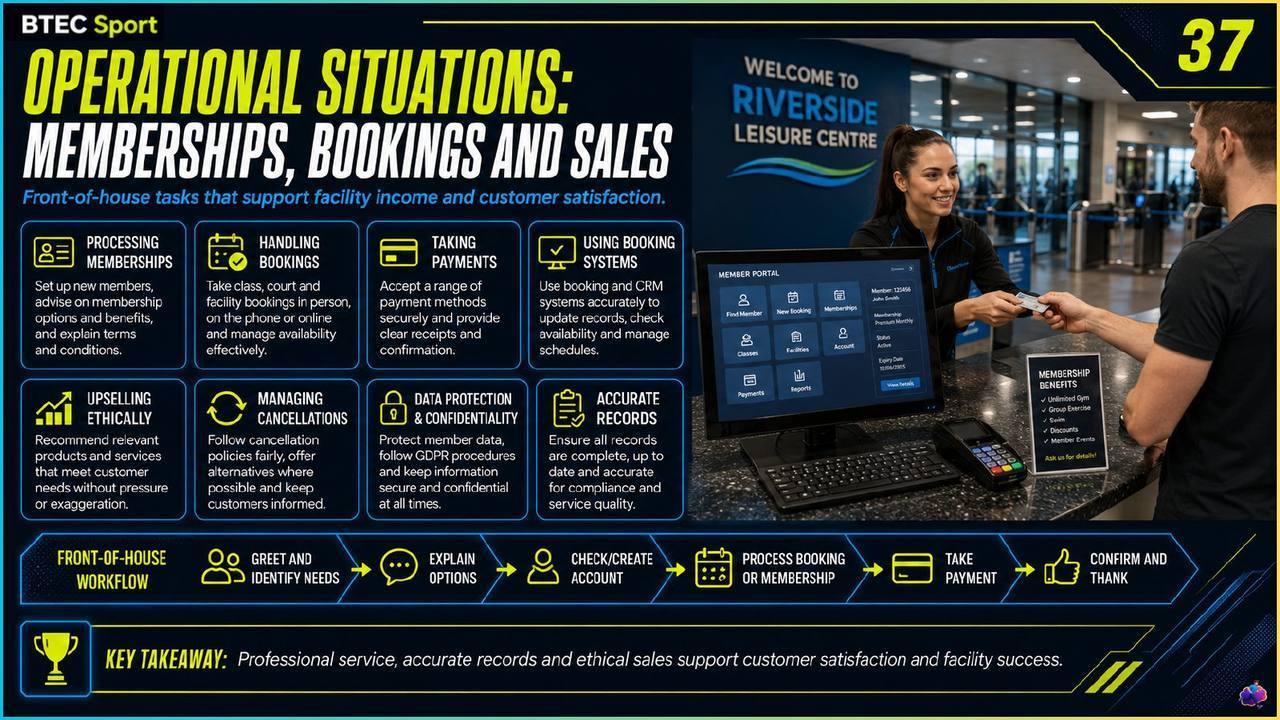 BTEC Sport
37
OPERATIONAL SITUATIONS:
MEMBERSHIPS, BOOKINGS AND SALES
Front-of-house tasks that support facility income and customer satisfaction.
PROCESSING
MEMBERSHIPS
Set up new members,
advise on membership
options and benefits,
and explain terms
and conditions.
HANDLING
BOOKINGS
Take class, court and
facility bookings in person,
on the phone or online
and manage availability
effectively.
TAKING
PAYMENTS
Accept a range of
payment methods
securely and provide
clear receipts and
confirmation.
USING BOOKING
SYSTEMS
Use booking and CRM
systems accurately to
update records, check
availability and manage
schedules.
UPSELLING
ETHICALLY
Recommend relevant
products and services
that meet customer
needs without pressure
or exaggeration.
MANAGING
CANCELLATIONS
Follow cancellation
policies fairly, offer
alternatives where
possible and keep
customers informed.
DATA PROTECTION
& CONFIDENTIALITY
Protect member data,
follow GDPR procedures
and keep information
secure and confidential
at all times.
ACCURATE
RECORDS
Ensure all records
are complete, up to
date and accurate
for compliance and
service quality.
WELCOME TO
RIVERSIDE
LEISURE CENTRE
MEMBER PORTAL
Find Member
New Booking
Memberships
Classes
Facilities
Account
Payments
Reports
Member: 123456
John Smith
Membership
Premium Monthly
Status
Active
Expiry Date
View Details
MEMBERSHIP
BENEFITS
✓ Unlimited Gym
✓ Group Exercise
✓ Swim
✓ Discounts
✓ Member Events
Ask us for details!
FRONT-OF-HOUSE
WORKFLOW
GREET AND
IDENTIFY NEEDS
EXPLAIN
OPTIONS
CHECK/CREATE
ACCOUNT
PROCESS BOOKING
OR MEMBERSHIP
TAKE
PAYMENT
CONFIRM AND
THANK
KEY TAKEAWAY: Professional service, accurate records and ethical sales support customer satisfaction and facility success.